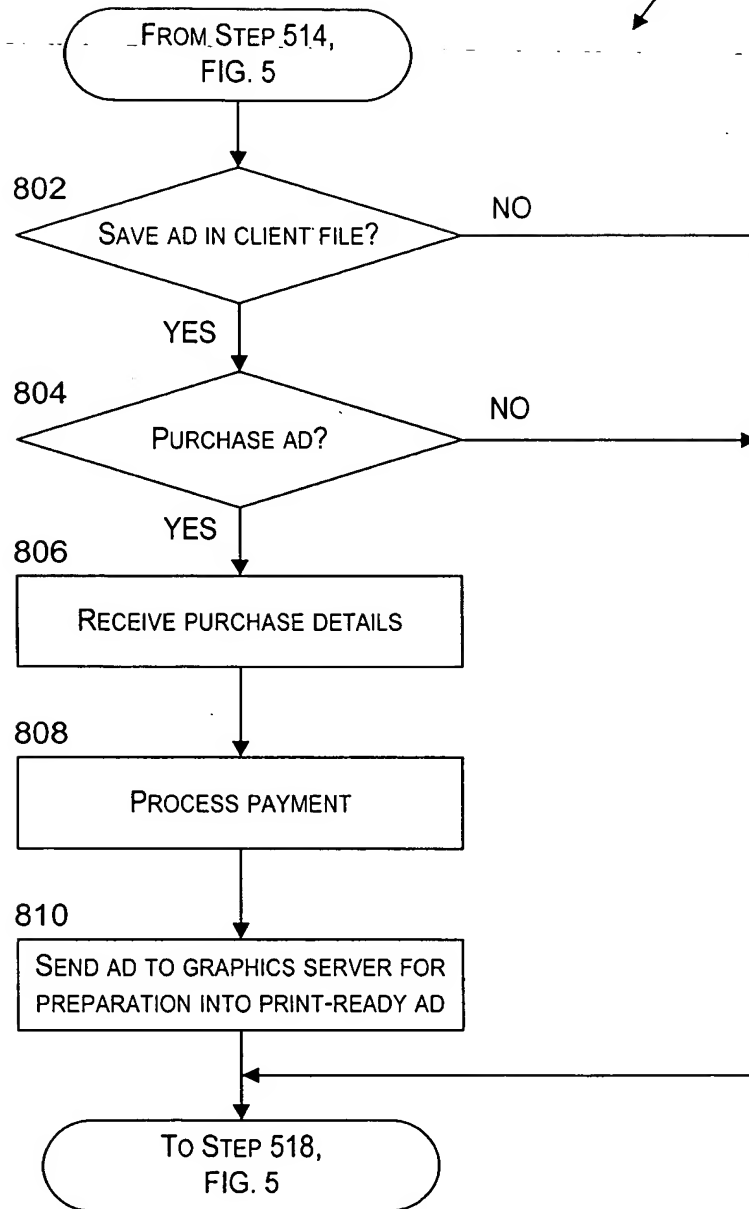 FROM STEP 514,
FIG. 5
802
SAVE AD IN CLIENT FILE?
NO
YES
804
PURCHASE AD?
NO
YES
806
RECEIVE PURCHASE DETAILS
808
PROCESS PAYMENT
810
SEND AD TO GRAPHICS SERVER FOR
PREPARATION INTO PRINT-READY AD
TO STEP 518,
FIG. 5